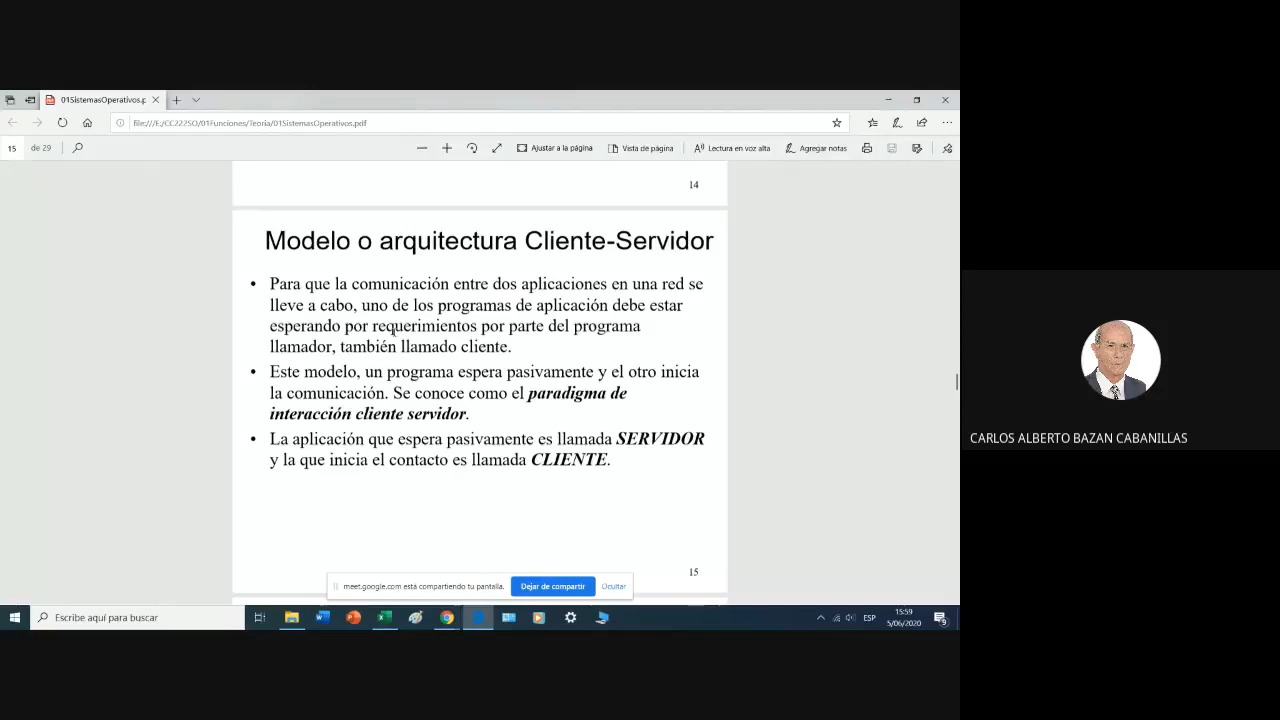 01SistemasOperativos.p
file:///E:/CC222SO/01Funciones/Teoria/01SistemasOperativos.pdf
15 de 29
Ajustar a la página
Vista de página
Lectura en voz alta
Agregar notas
14
Modelo o arquitectura Cliente-Servidor
• Para que la comunicación entre dos aplicaciones en una red se
lleve a cabo, uno de los programas de aplicación debe estar
esperando por requerimientos por parte del programa
llamador, también llamado cliente.
• Este modelo, un programa espera pasivamente y el otro inicia
la comunicación. Se conoce como el paradigma de
interacción cliente servidor.
• La aplicación que espera pasivamente es llamada SERVIDOR
y la que inicia el contacto es llamada CLIENTE.
15
meet.google.com está compartiendo tu pantalla.
Dejar de compartir
Ocultar
Escribe aquí para buscar
ESP
15:59
5/06/2020
CARLOS ALBERTO BAZAN CABANILLAS